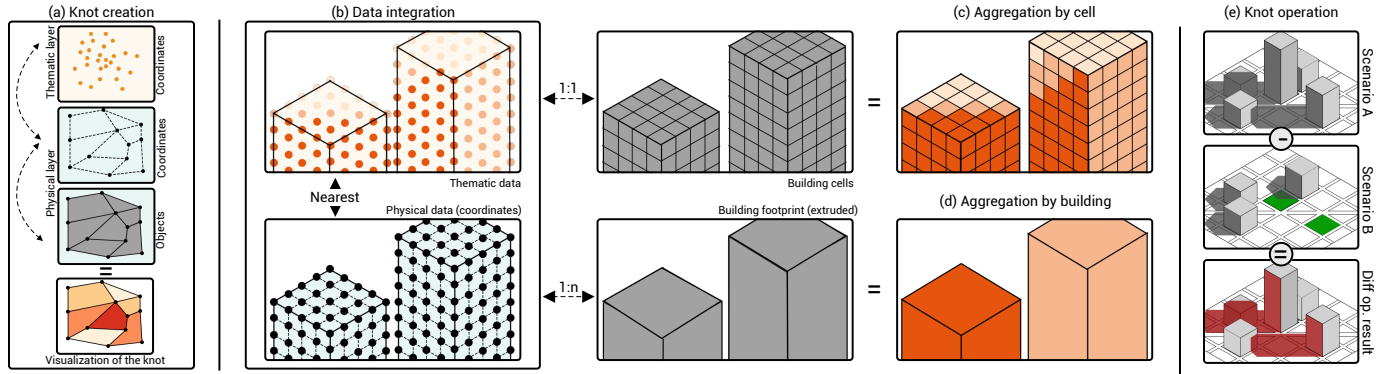 (a) Knot creation
Thematic layer
Coordinates
Physical layer
Coordinates
Objects
=
Visualization of the knot
(b) Data integration
Thematic data
Nearest
Physical data (coordinates)
1:1
Building cells
1:n
Building footprint (extruded)
=
(c) Aggregation by cell
=
(d) Aggregation by building
(e) Knot operation
Scenario A
-
Scenario B
=
Diff op. result